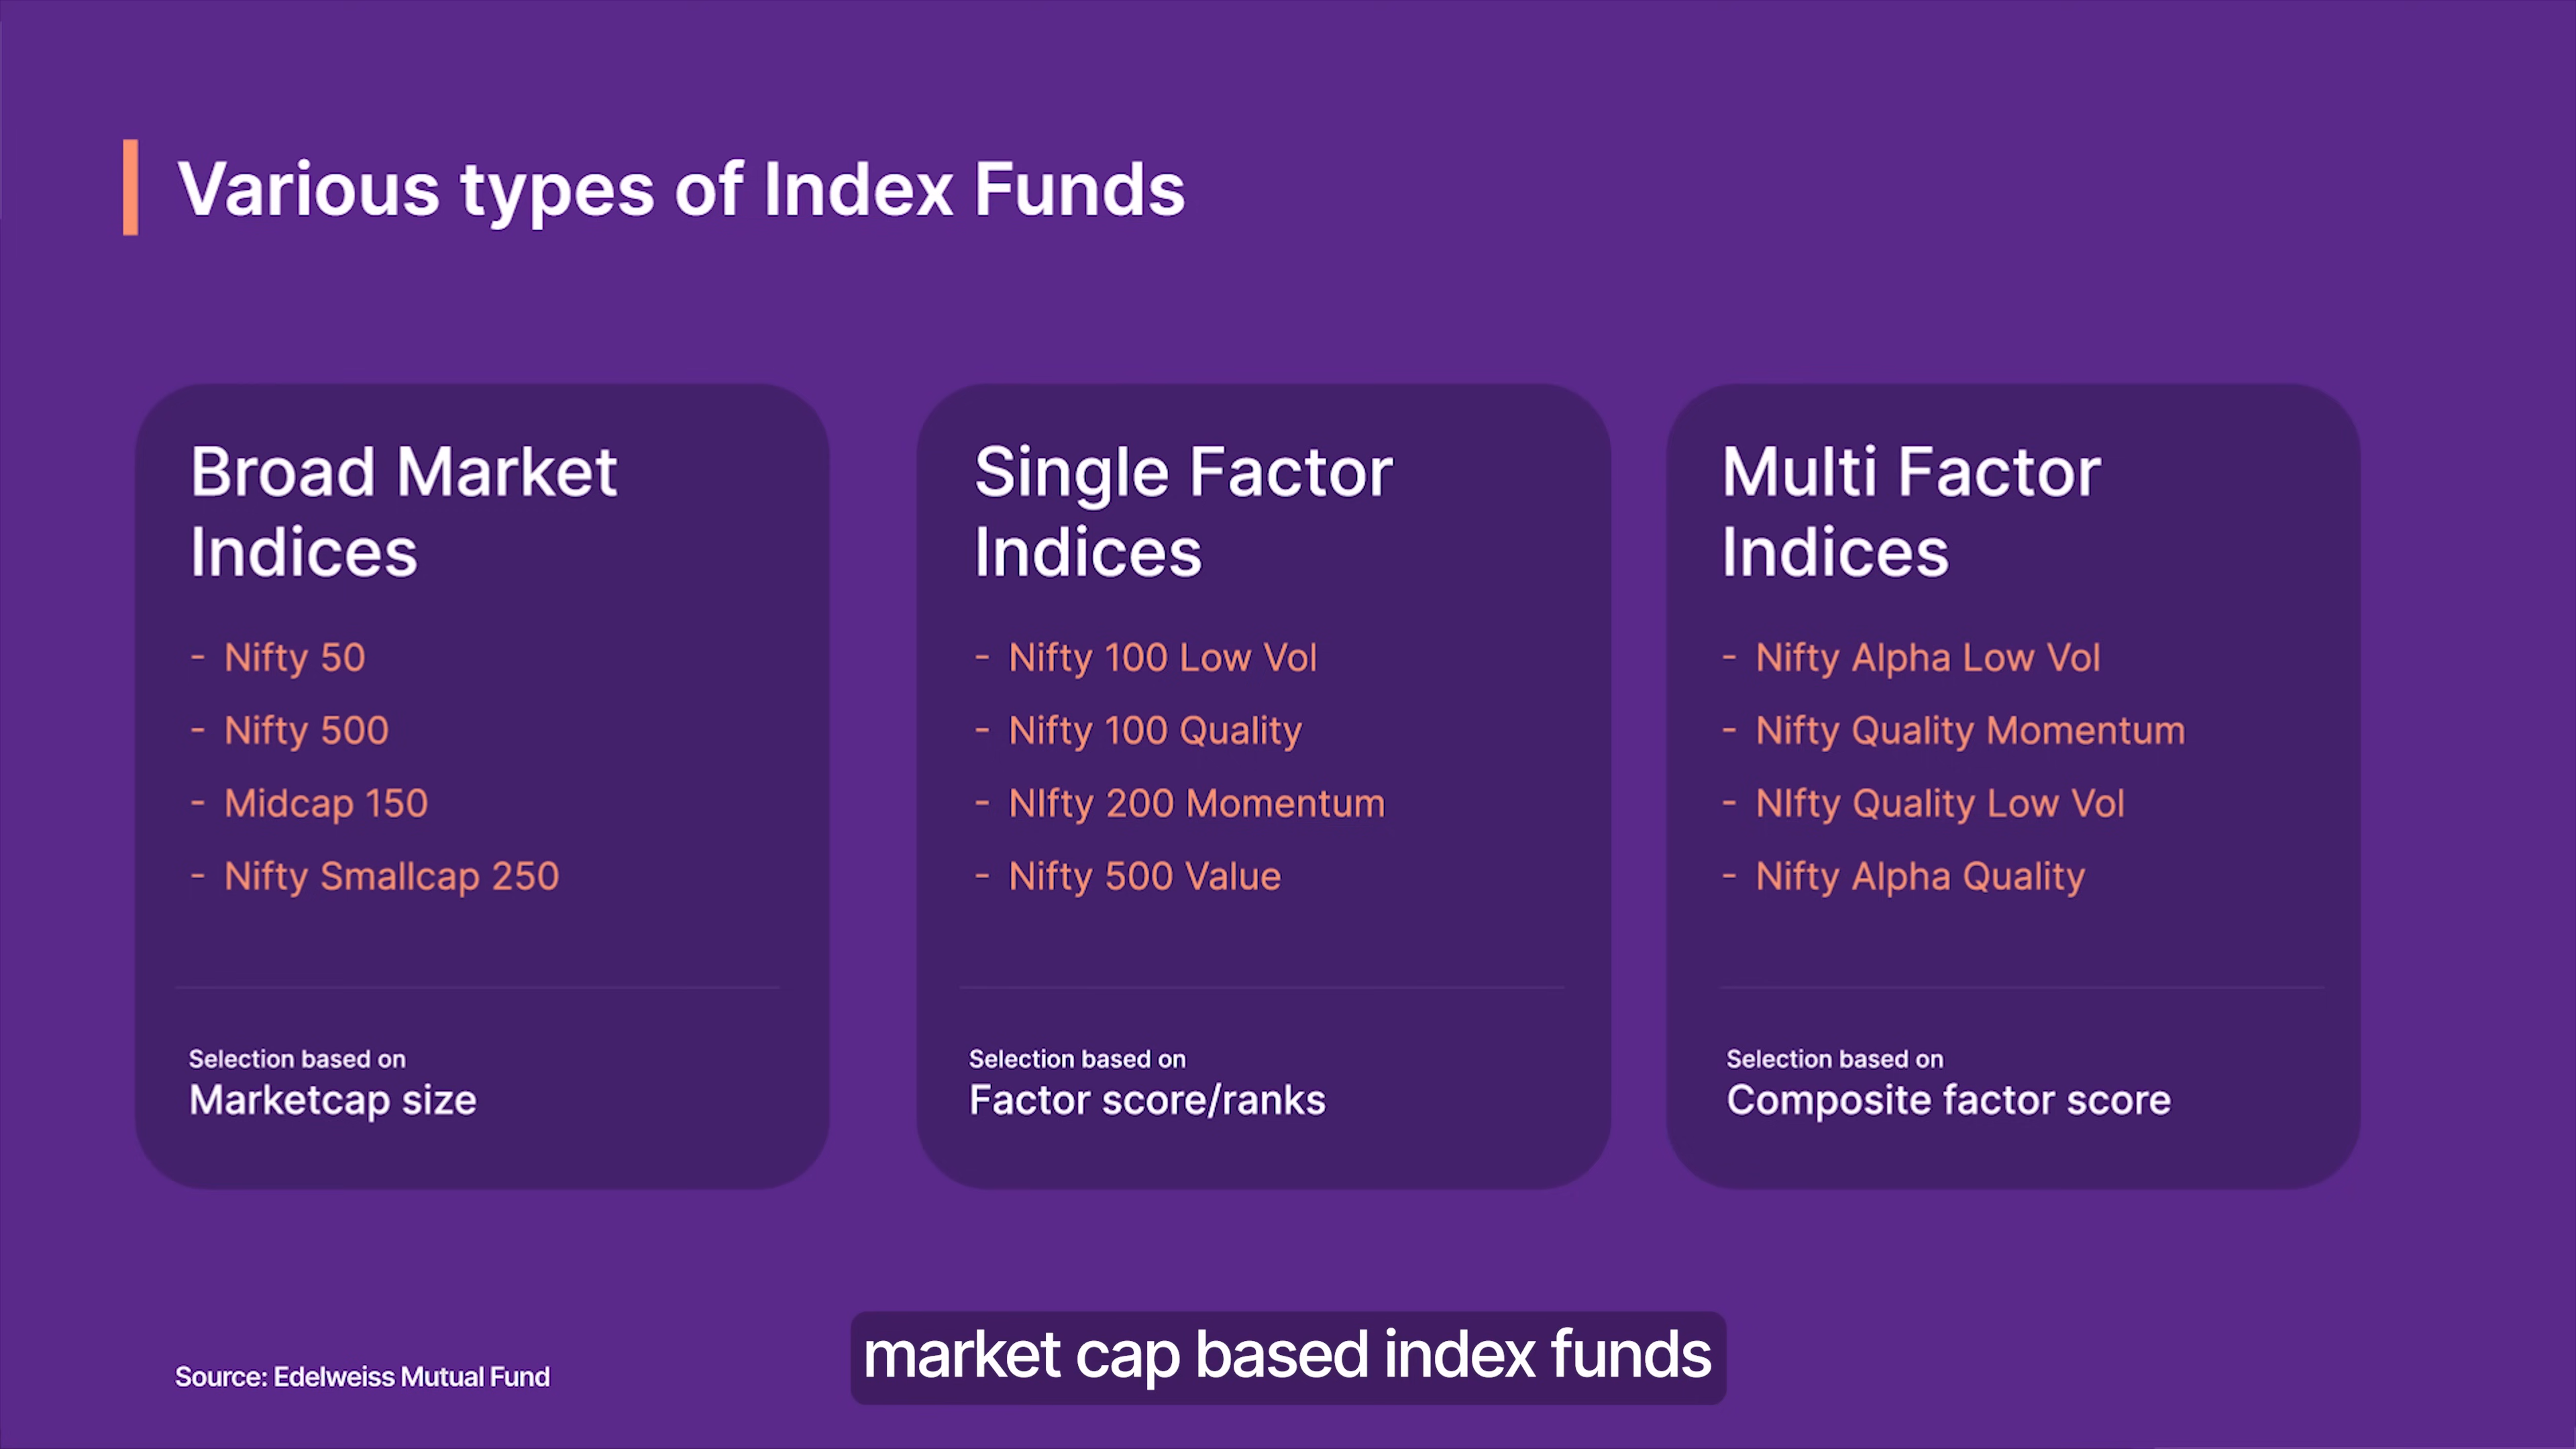 Various types of Index Funds
Broad Market
Indices
- Nifty 50
- Nifty 500
- Midcap 150
- Nifty Smallcap 250
Selection based on
Marketcap size
Single Factor
Indices
- Nifty 100 Low Vol
- Nifty 100 Quality
- NIfty 200 Momentum
- Nifty 500 Value
Selection based on
Factor score/ranks
Multi Factor
Indices
- Nifty Alpha Low Vol
- Nifty Quality Momentum
- NIfty Quality Low Vol
- Nifty Alpha Quality
Selection based on
Composite factor score
market cap based index funds
Source: Edelweiss Mutual Fund